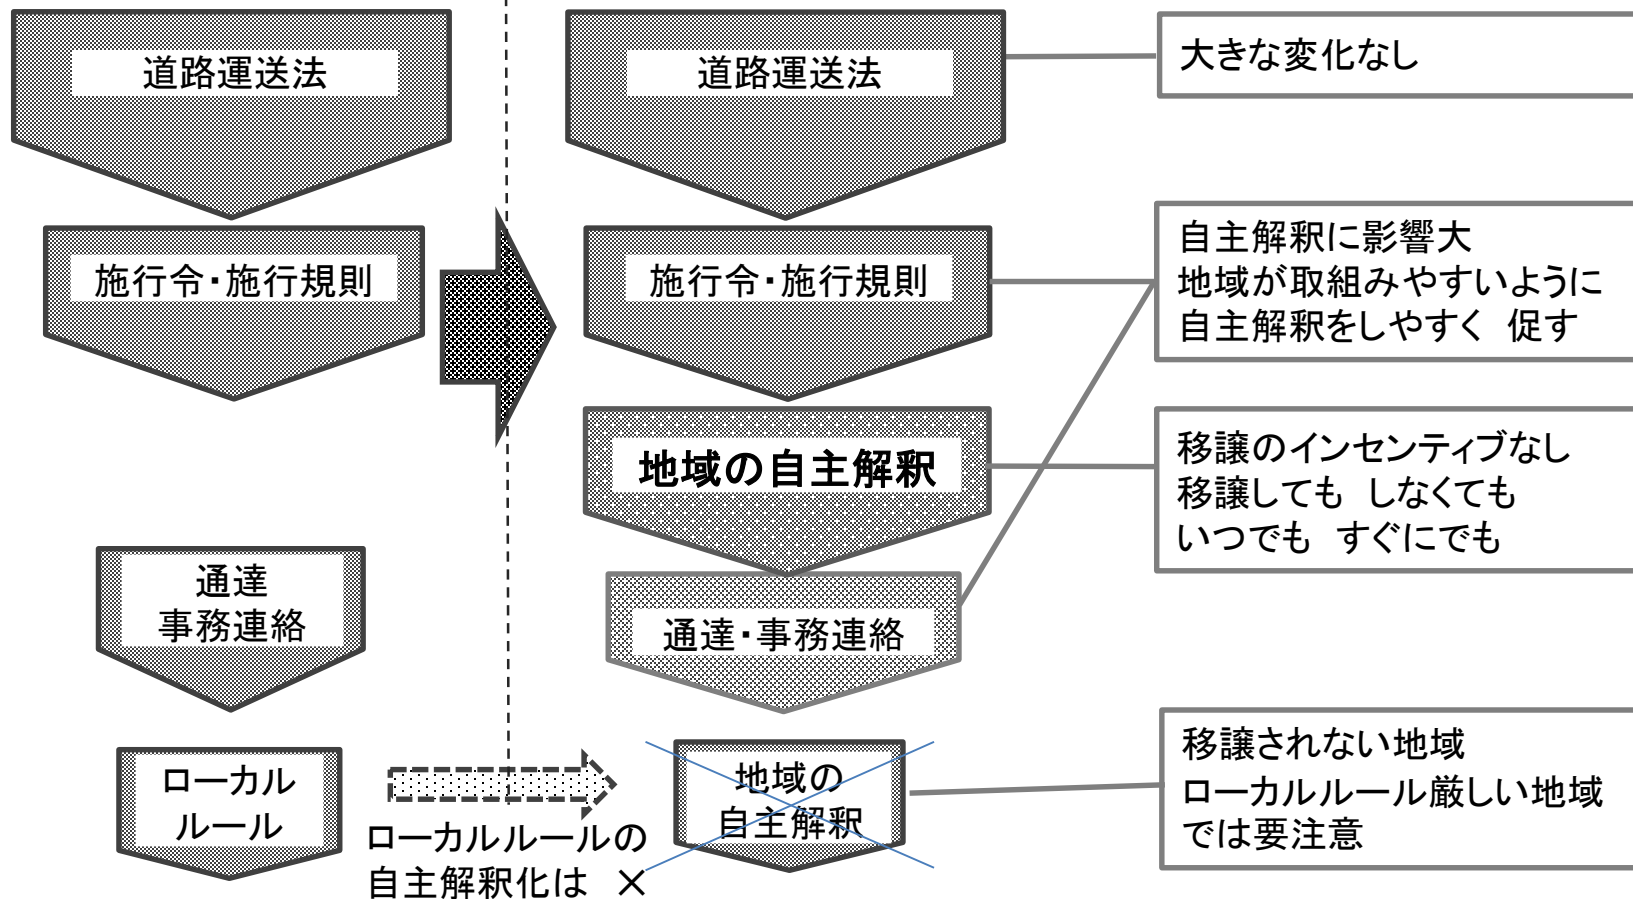 道路運送法
施行令・施行規則
通達
事務連絡
ローカル
ルール
ローカルルールの
自主解釈化は ×
道路運送法
施行令・施行規則
地域の自主解釈
通達・事務連絡
地域の
自主解釈
大きな変化なし
自主解釈に影響大
地域が取組みやすいように
自主解釈をしやすく 促す
移譲のインセンティブなし
移譲しても しなくても
いつでも すぐにでも
移譲されない地域
ローカルルール厳しい地域
では要注意